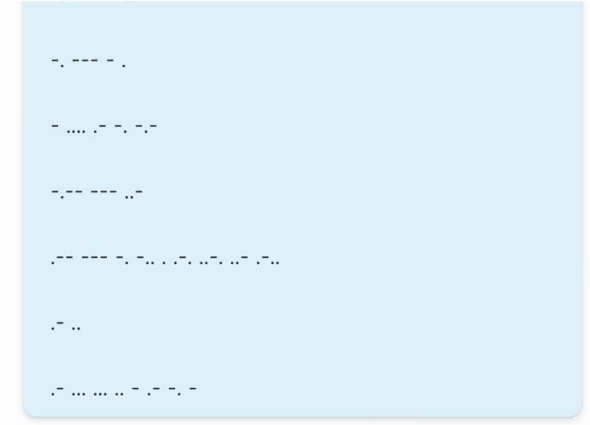 -. --- - .
- .... .- -. -.-
-.-- --- ..-
.-- --- -. -.. . .-. ..-. ..- .-..
.- ..
.- ... ... .. - .- -. -